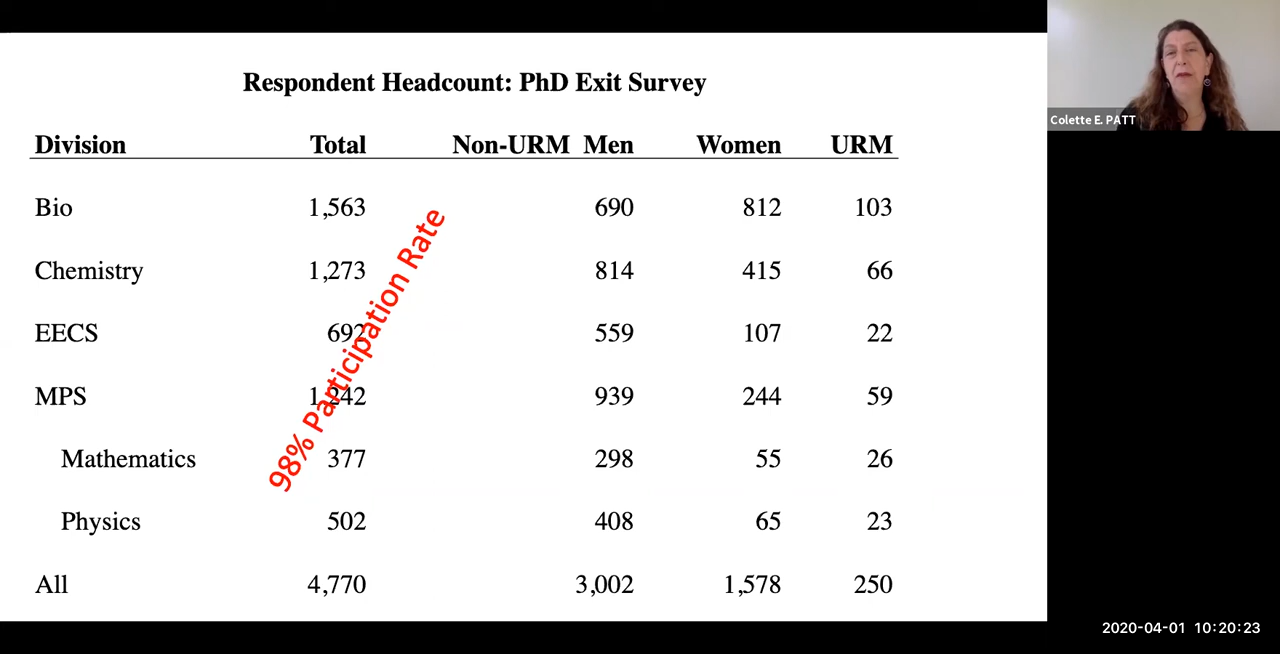 Respondent Headcount: PhD Exit Survey
Division Total Non-URM Men Women URM
Bio 1,563 690 812 103
Chemistry 1,273 814 415 66
EECS 692 559 107 22
MPS 1,242 939 244 59
Mathematics 377 298 55 26
Physics 502 408 65 23
All 4,770 3,002 1,578 250
98% Participation Rate
Colette E. PATT
2020-04-01 10:20:23